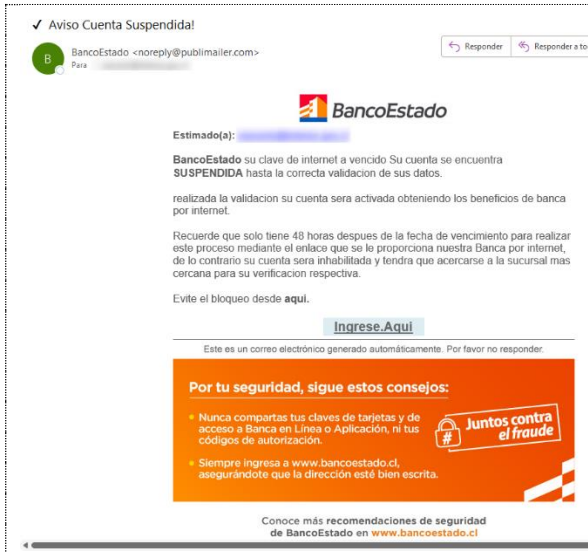 ✓ Aviso Cuenta Suspendida!
B
BancoEstado <noreply@publimailer.com>
Para
Responder
Responder a to
BancoEstado
Estimado(a):
BancoEstado su clave de internet a vencido Su cuenta se encuentra
SUSPENDIDA hasta la correcta validacion de sus datos.
realizada la validacion su cuenta sera activada obteniendo los beneficios de banca
por internet.
Recuerde que solo tiene 48 horas despues de la fecha de vencimiento para realizar
este proceso mediante el enlace que se le proporciona nuestra Banca por internet,
de lo contrario su cuenta sera inhabilitada y tendra que acercarse a la sucursal mas
cercana para su verificacion respectiva.
Evite el bloqueo desde aqui.
Ingrese.Aqui
Este es un correo electrónico generado automáticamente. Por favor no responder.
Por tu seguridad, sigue estos consejos:
• Nunca compartas tus claves de tarjetas y de
acceso a Banca en Línea o Aplicación, ni tus
códigos de autorización.
• Siempre ingresa a www.bancoestado.cl,
asegurándote que la dirección esté bien escrita.
# Juntos contra
el fraude
Conoce más recomendaciones de seguridad
de BancoEstado en www.bancoestado.cl